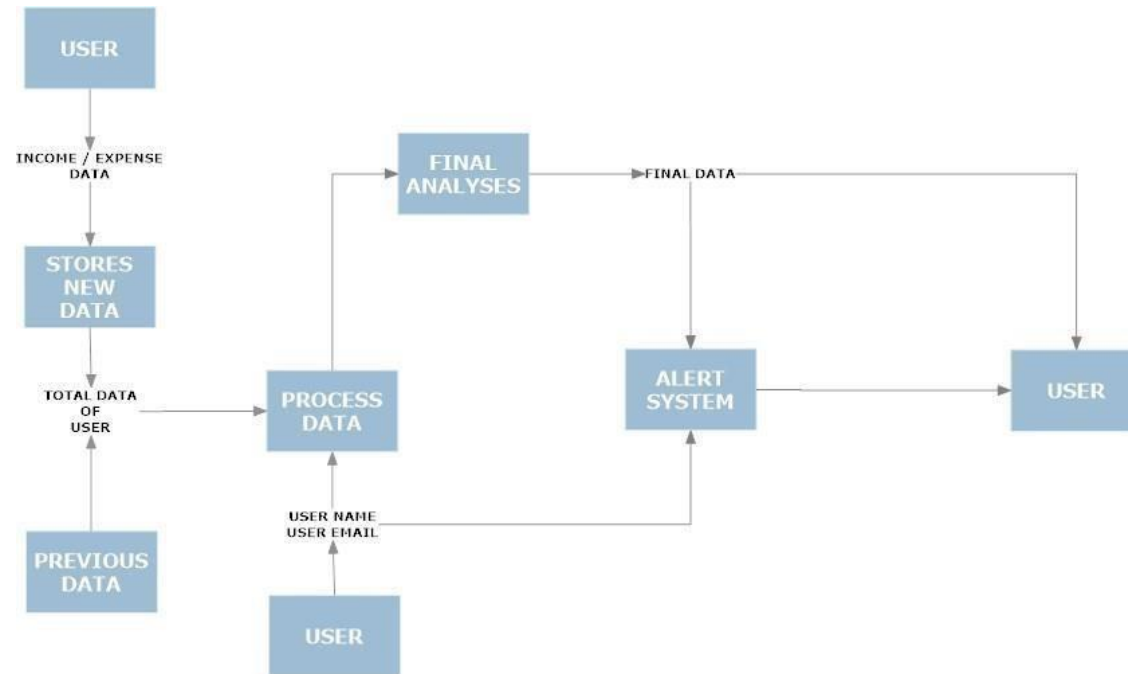 USER
INCOME / EXPENSE
DATA
STORES
NEW
DATA
TOTAL DATA
OF
USER
PREVIOUS
DATA
PROCESS
DATA
USER NAME
USER EMAIL
USER
FINAL
ANALYSES
FINAL DATA
ALERT
SYSTEM
USER